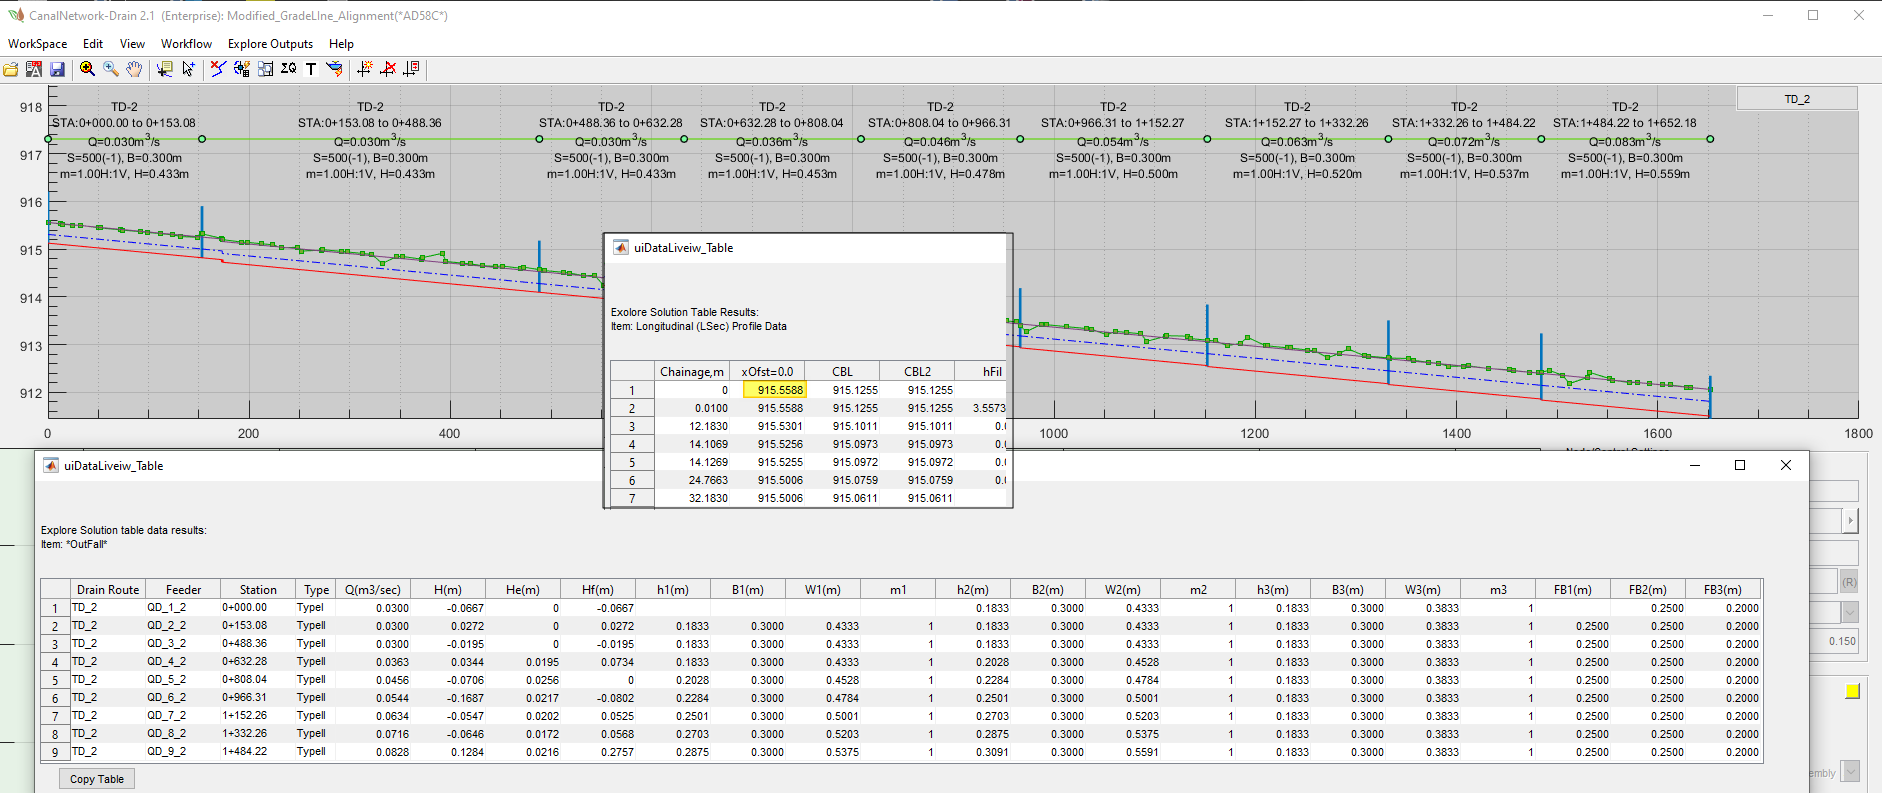 CanalNetwork-Drain 2.1 (Enterprise): Modified_GradeLIne_Alignment(*AD58C*)
WorkSpace Edit View Workflow Explore Outputs Help
ΣQ T
TD_2
TD-2 TD-2 TD-2 TD-2 TD-2 TD-2 TD-2 TD-2 TD-2
STA:0+000.00 to 0+153.08 STA:0+153.08 to 0+488.36 STA:0+488.36 to 0+632.28 STA:0+632.28 to 0+808.04 STA:0+808.04 to 0+966.31 STA:0+966.31 to 1+152.27 STA:1+152.27 to 1+332.26 STA:1+332.26 to 1+484.22 STA:1+484.22 to 1+652.18
Q=0.030m³/s Q=0.030m³/s Q=0.030m³/s Q=0.036m³/s Q=0.046m³/s Q=0.054m³/s Q=0.063m³/s Q=0.072m³/s Q=0.083m³/s
S=500(-1), B=0.300m S=500(-1), B=0.300m S=500(-1), B=0.300m S=500(-1), B=0.300m S=500(-1), B=0.300m S=500(-1), B=0.300m S=500(-1), B=0.300m S=500(-1), B=0.300m S=500(-1), B=0.300m
m=1.00H:1V, H=0.433m m=1.00H:1V, H=0.433m m=1.00H:1V, H=0.433m m=1.00H:1V, H=0.453m m=1.00H:1V, H=0.478m m=1.00H:1V, H=0.500m m=1.00H:1V, H=0.520m m=1.00H:1V, H=0.537m m=1.00H:1V, H=0.559m
918
917
916
915
914
913
912
0 200 400 1000 1200 1400 1600 1800
uiDataLiveiw_Table
Exolore Solution Table Results:
Item: Longitudinal (LSec) Profile Data
Chainage,m xOfst=0.0 CBL CBL2 hFil
1 0 915.5588 915.1255 915.1255
2 0.0100 915.5588 915.1255 915.1255 3.5573
3 12.1830 915.5301 915.1011 915.1011 0.0
4 14.1069 915.5256 915.0973 915.0973 0.0
5 14.1269 915.5255 915.0972 915.0972 0.0
6 24.7663 915.5006 915.0759 915.0759 0.0
7 32.1830 915.5006 915.0611 915.0611
uiDataLiveiw_Table
Explore Solution table data results:
Item: *OutFall*
Drain Route Feeder Station Type Q(m3/sec) H(m) He(m) Hf(m) h1(m) B1(m) W1(m) m1 h2(m) B2(m) W2(m) m2 h3(m) B3(m) W3(m) m3 FB1(m) FB2(m) FB3(m)
1 TD_2 QD_1_2 0+000.00 TypeI 0.0300 -0.0667 0 -0.0667 0.1833 0.3000 0.4333 1 0.1833 0.3000 0.3833 1 0.2500 0.2000
2 TD_2 QD_2_2 0+153.08 TypeII 0.0300 0.0272 0 0.0272 0.1833 0.3000 0.4333 1 0.1833 0.3000 0.4333 1 0.1833 0.3000 0.3833 1 0.2500 0.2500 0.2000
3 TD_2 QD_3_2 0+488.36 TypeII 0.0300 -0.0195 0 -0.0195 0.1833 0.3000 0.4333 1 0.1833 0.3000 0.4333 1 0.1833 0.3000 0.3833 1 0.2500 0.2500 0.2000
4 TD_2 QD_4_2 0+632.28 TypeII 0.0363 0.0344 0.0195 0.0734 0.1833 0.3000 0.4333 1 0.2028 0.3000 0.4528 1 0.1833 0.3000 0.3833 1 0.2500 0.2500 0.2000
5 TD_2 QD_5_2 0+808.04 TypeII 0.0456 -0.0706 0.0256 0 0.2028 0.3000 0.4528 1 0.2284 0.3000 0.4784 1 0.1833 0.3000 0.3833 1 0.2500 0.2500 0.2000
6 TD_2 QD_6_2 0+966.31 TypeII 0.0544 -0.1687 0.0217 -0.0802 0.2284 0.3000 0.4784 1 0.2501 0.3000 0.5001 1 0.1833 0.3000 0.3833 1 0.2500 0.2500 0.2000
7 TD_2 QD_7_2 1+152.26 TypeII 0.0634 -0.0547 0.0202 0.0525 0.2501 0.3000 0.5001 1 0.2703 0.3000 0.5203 1 0.1833 0.3000 0.3833 1 0.2500 0.2500 0.2000
8 TD_2 QD_8_2 1+332.26 TypeII 0.0716 -0.0646 0.0172 0.0568 0.2703 0.3000 0.5203 1 0.2875 0.3000 0.5375 1 0.1833 0.3000 0.3833 1 0.2500 0.2500 0.2000
9 TD_2 QD_9_2 1+484.22 TypeII 0.0828 0.1284 0.0216 0.2757 0.2875 0.3000 0.5375 1 0.3091 0.3000 0.5591 1 0.1833 0.3000 0.3833 1 0.2500 0.2500 0.2000
Copy Table
(R)
0.150
embly